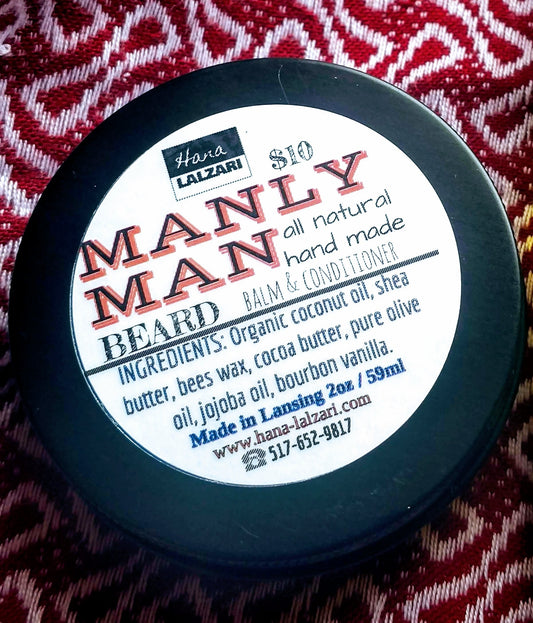 Hana
LALZARI
$10
MANLY
MAN
all natural
hand made
BEARD BALM & CONDITIONER
INGREDIENTS: Organic coconut oil, shea
butter, bees wax, cocoa butter, pure olive
oil, jojoba oil, bourbon vanilla.
Made in Lansing 2oz / 59ml
www.hana-lalzari.com
517-652-9817